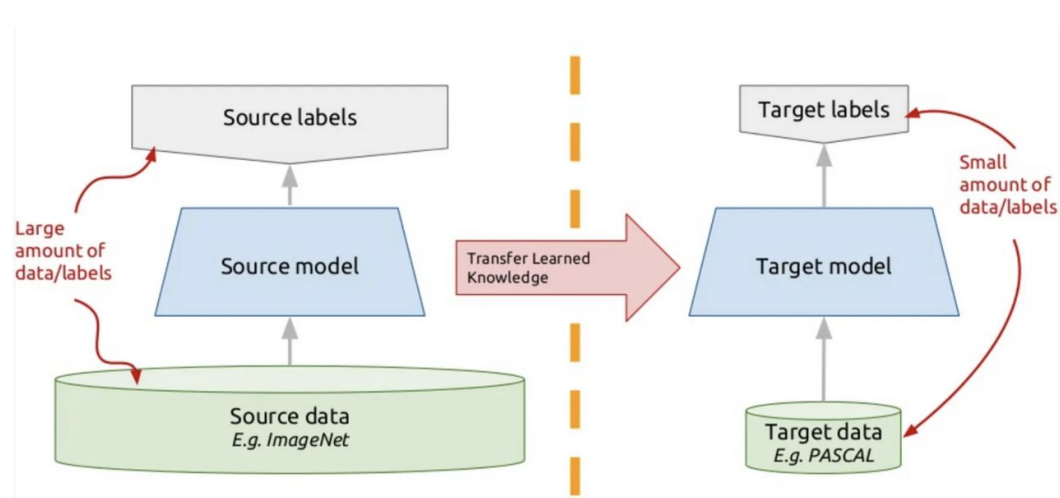 Source labels
Large
amount of
data/labels
Source model
Source data
E.g. ImageNet
Transfer Learned
Knowledge
Target labels
Small
amount of
data/labels
Target model
Target data
E.g. PASCAL